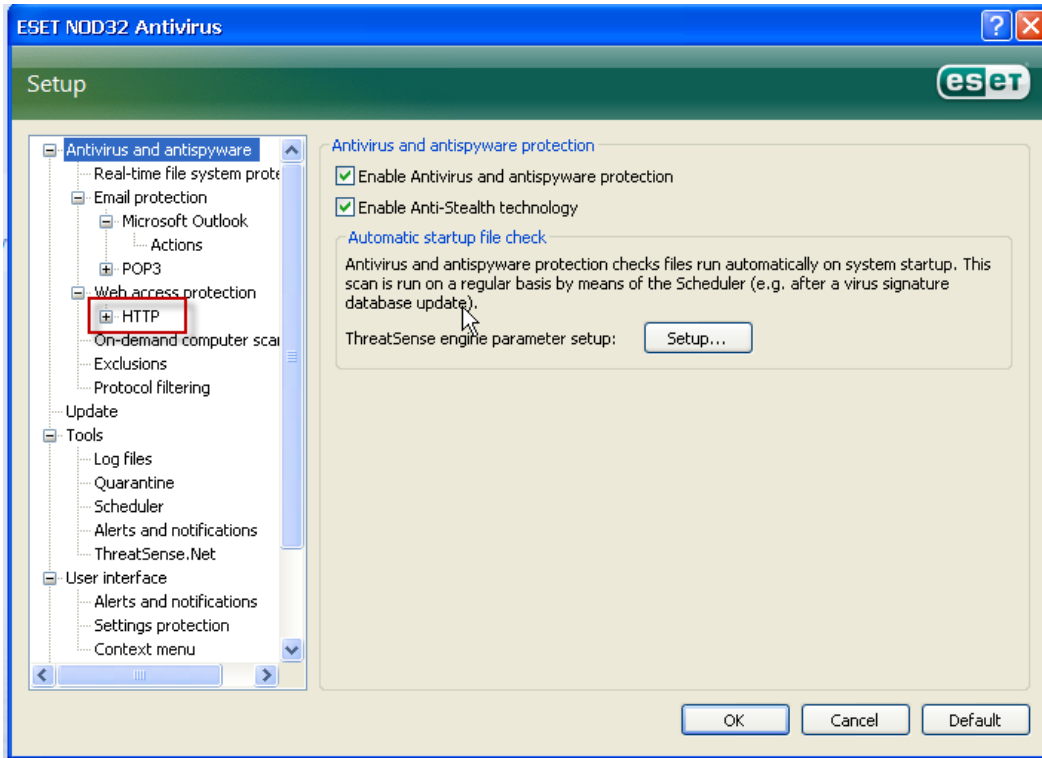 ESET NOD32 Antivirus
Setup
eset
Antivirus and antispyware
Real-time file system prote
Email protection
Microsoft Outlook
Actions
POP3
Web access protection
HTTP
On-demand computer scai
Exclusions
Protocol filtering
Update
Tools
Log files
Quarantine
Scheduler
Alerts and notifications
ThreatSense.Net
User interface
Alerts and notifications
Settings protection
Context menu
Antivirus and antispyware protection
Enable Antivirus and antispyware protection
Enable Anti-Stealth technology
Automatic startup file check
Antivirus and antispyware protection checks files run automatically on system startup. This
scan is run on a regular basis by means of the Scheduler (e.g. after a virus signature
database update).
ThreatSense engine parameter setup: Setup...
OK Cancel Default